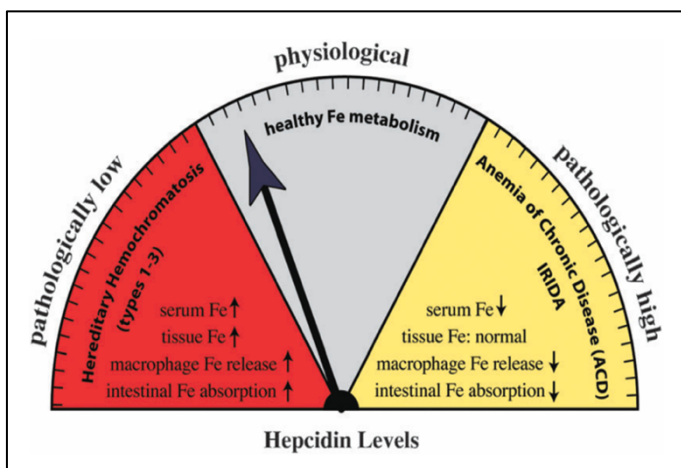 physiological
healthy Fe metabolism
pathologically low
Hereditary Hemochromatosis
(types 1-3)
serum Fe↑
tissue Fe↑
macrophage Fe release ↑
intestinal Fe absorption ↑
pathologically high
Anemia of Chronic Disease (ACD)
IRIDA
serum Fe↓
tissue Fe: normal
macrophage Fe release ↓
intestinal Fe absorption↓
Hepcidin Levels